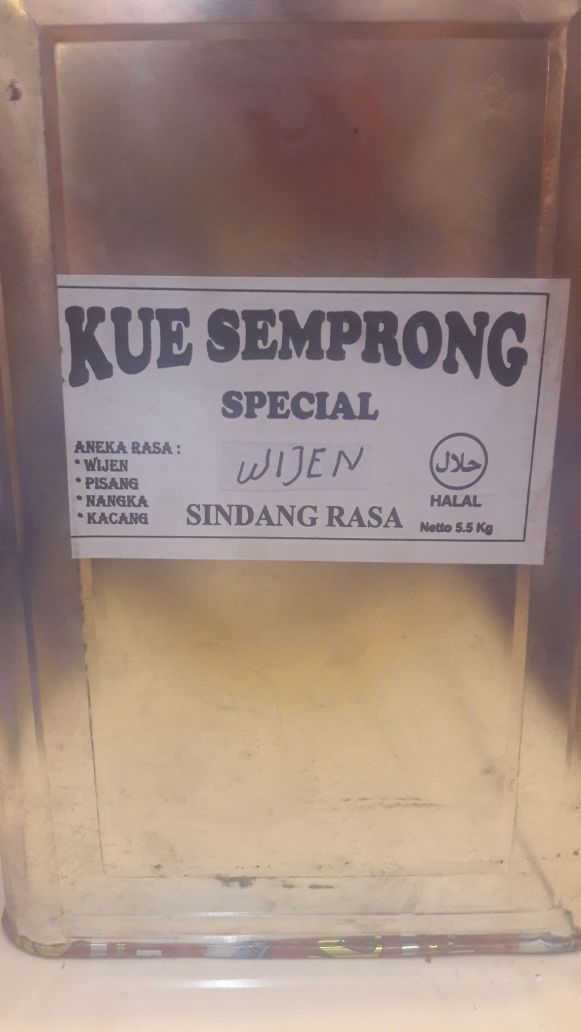 KUE SEMPRONG
SPECIAL
ANEKA RASA :
* WIJEN
* PISANG
* NANGKA
* KACANG
WIJEN
SINDANG RASA
حلال
HALAL
Netto 5.5 Kg